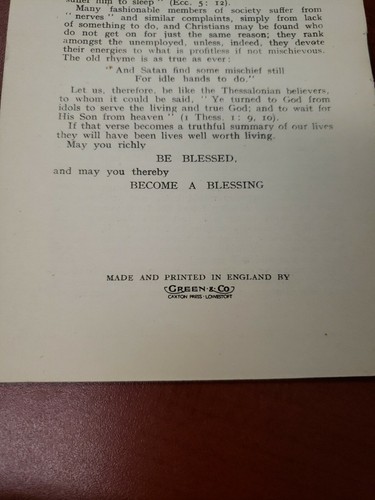 suffer him to sleep" (Ecc. 5: 12).
Many fashionable members of society suffer from
"nerves" and similar complaints, simply from lack
of something to do, and Christians may be found who
do not get on for just the same reason; they rank
amongst the unemployed, unless, indeed, they devote
their energies to what is profitless if not mischievous.
The old rhyme is as true as ever:
"And Satan find some mischief still
For idle hands to do."
Let us, therefore, be like the Thessalonian believers,
to whom it could be said, "Ye turned to God from
idols to serve the living and true God; and to wait for
His Son from heaven" (1 Thess. 1: 9, 10).
If that verse becomes a truthful summary of our lives
they will have been lives well worth living.
May you richly
BE BLESSED,
and may you thereby
BECOME A BLESSING
MADE AND PRINTED IN ENGLAND BY
GREEN & CO
CAXTON PRESS · LOWESTOFT